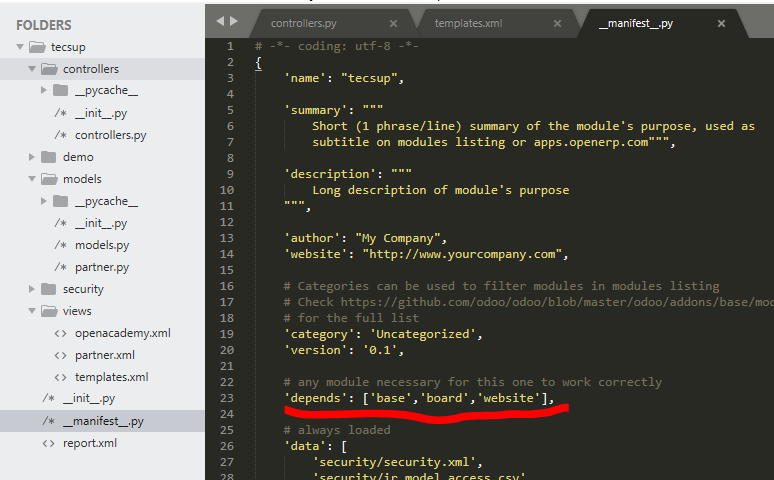 FOLDERS
tecsup
controllers
__pycache__
__init__.py
controllers.py
demo
models
__pycache__
__init__.py
models.py
partner.py
security
views
openacademy.xml
partner.xml
templates.xml
__init__.py
__manifest__.py
report.xml
controllers.py
templates.xml
__manifest__.py
1 # -*- coding: utf-8 -*-
2 {
3 'name': "tecsup",
4
5 'summary': """
6 Short (1 phrase/line) summary of the module's purpose, used as
7 subtitle on modules listing or apps.openerp.com""",
8
9 'description': """
10 Long description of module's purpose
11 """,
12
13 'author': "My Company",
14 'website': "http://www.yourcompany.com",
15
16 # Categories can be used to filter modules in modules listing
17 # Check https://github.com/odoo/odoo/blob/master/odoo/addons/base/mod
18 # for the full list
19 'category': 'Uncategorized',
20 'version': '0.1',
21
22 # any module necessary for this one to work correctly
23 'depends': ['base','board','website'],
24
25 # always loaded
26 'data': [
27 'security/security.xml',
28 'security/ir.model.access.csv'